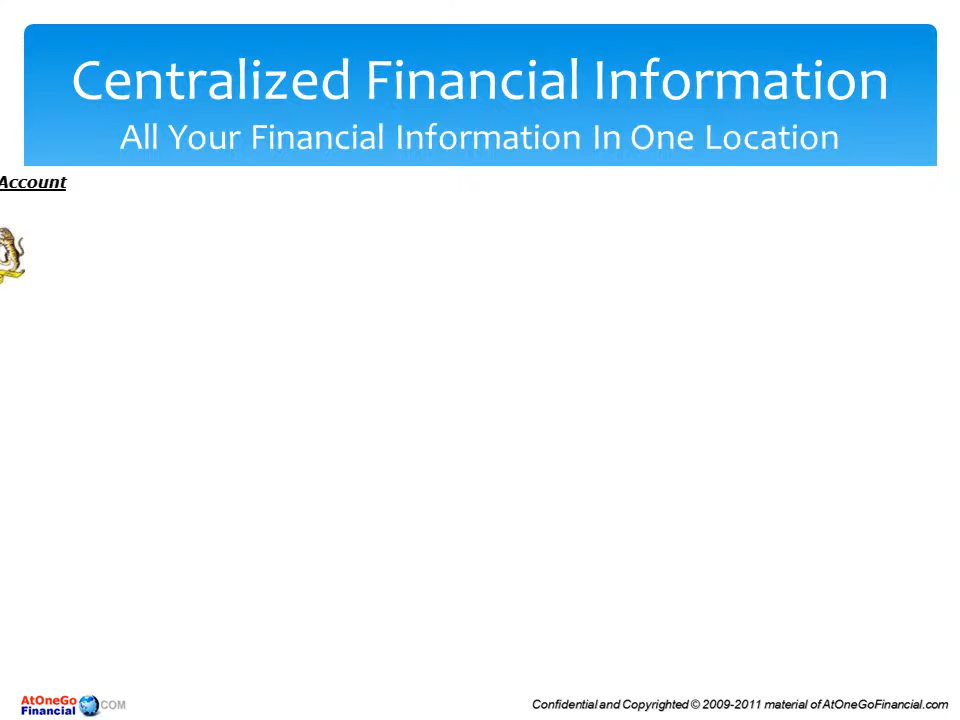 Centralized Financial Information
All Your Financial Information In One Location
Account
AtOneGo
Financial .COM
Confidential and Copyrighted © 2009-2011 material of AtOneGoFinancial.com